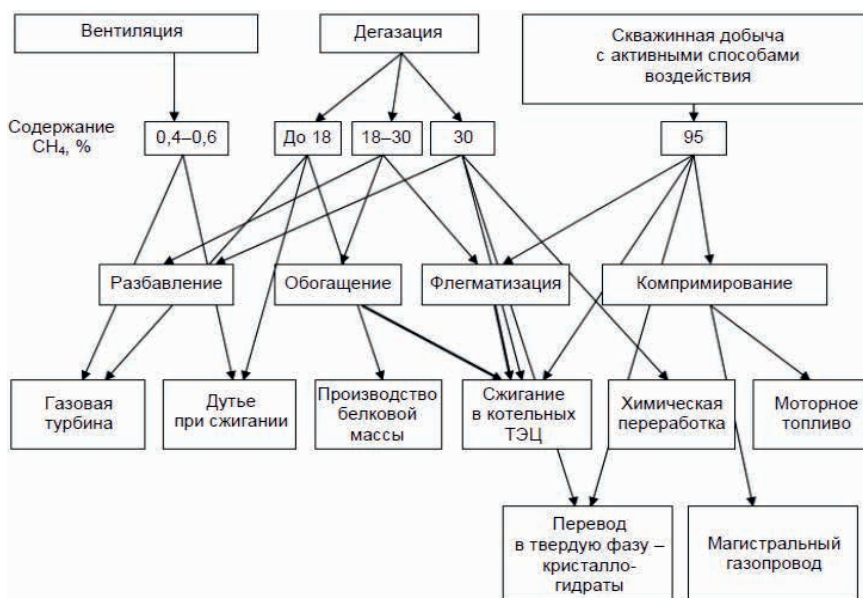 Вентиляция
Дегазация
Скважинная добыча
с активными способами
воздействия
Содержание
CH₄, %
0,4–0,6
До 18
18–30
30
95
Разбавление
Обогащение
Флегматизация
Компримирование
Газовая
турбина
Дутье
при сжигании
Производство
белковой
массы
Сжигание
в котельных
ТЭЦ
Химическая
переработка
Моторное
топливо
Перевод
в твердую фазу –
кристалло-
гидраты
Магистральный
газопровод